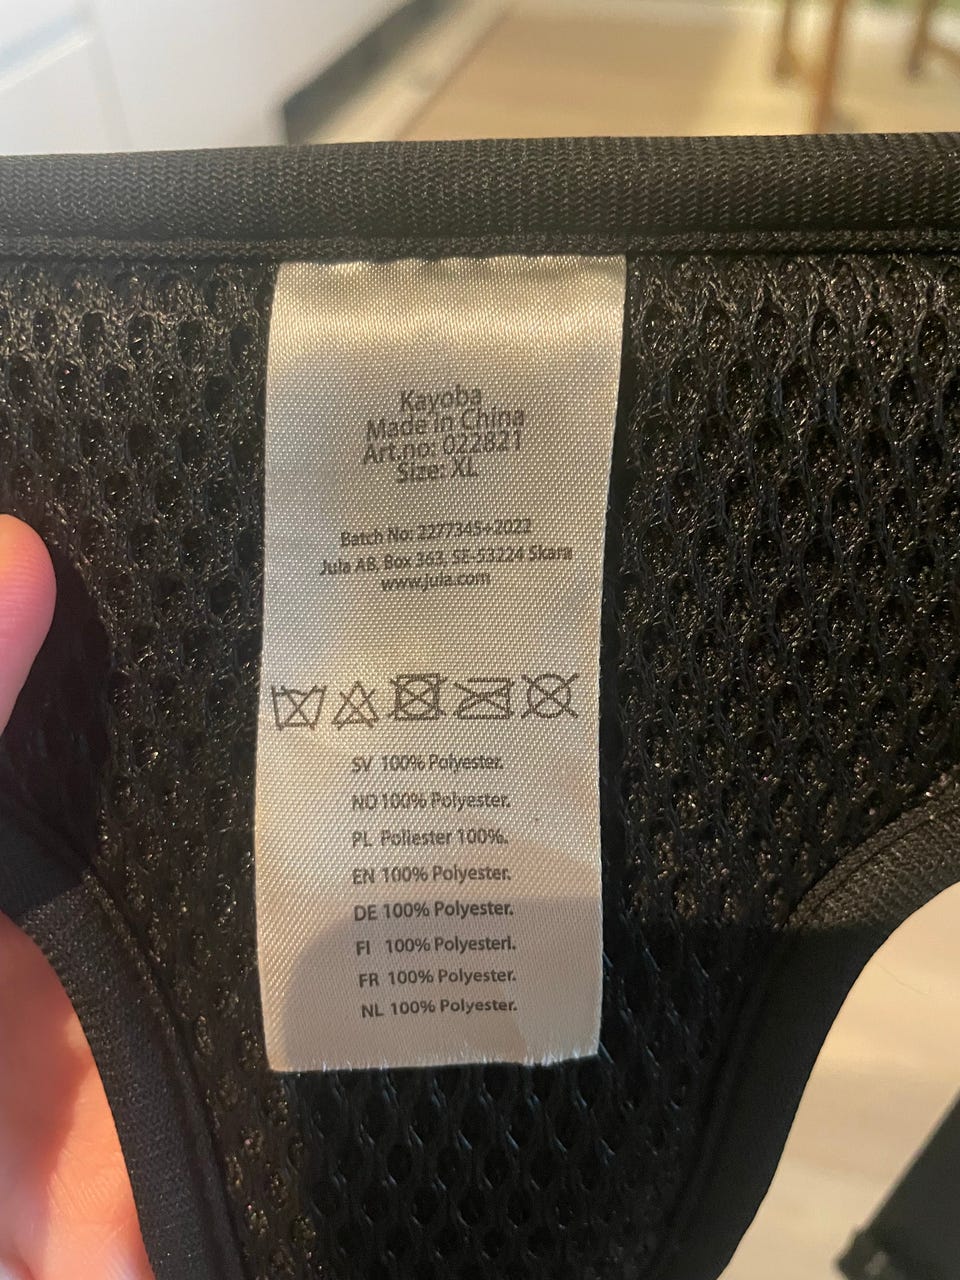 Kayoba
Made in China
Art.no: 022821
Size: XL
Batch No: 2277345+2022
Jula AB, Box 363, SE-53224 Skara
www.jula.com
SV 100% Polyester.
NO 100% Polyester.
PL Poliester 100%.
EN 100% Polyester.
DE 100% Polyester.
FI 100% Polyesterl.
FR 100% Polyester.
NL 100% Polyester.